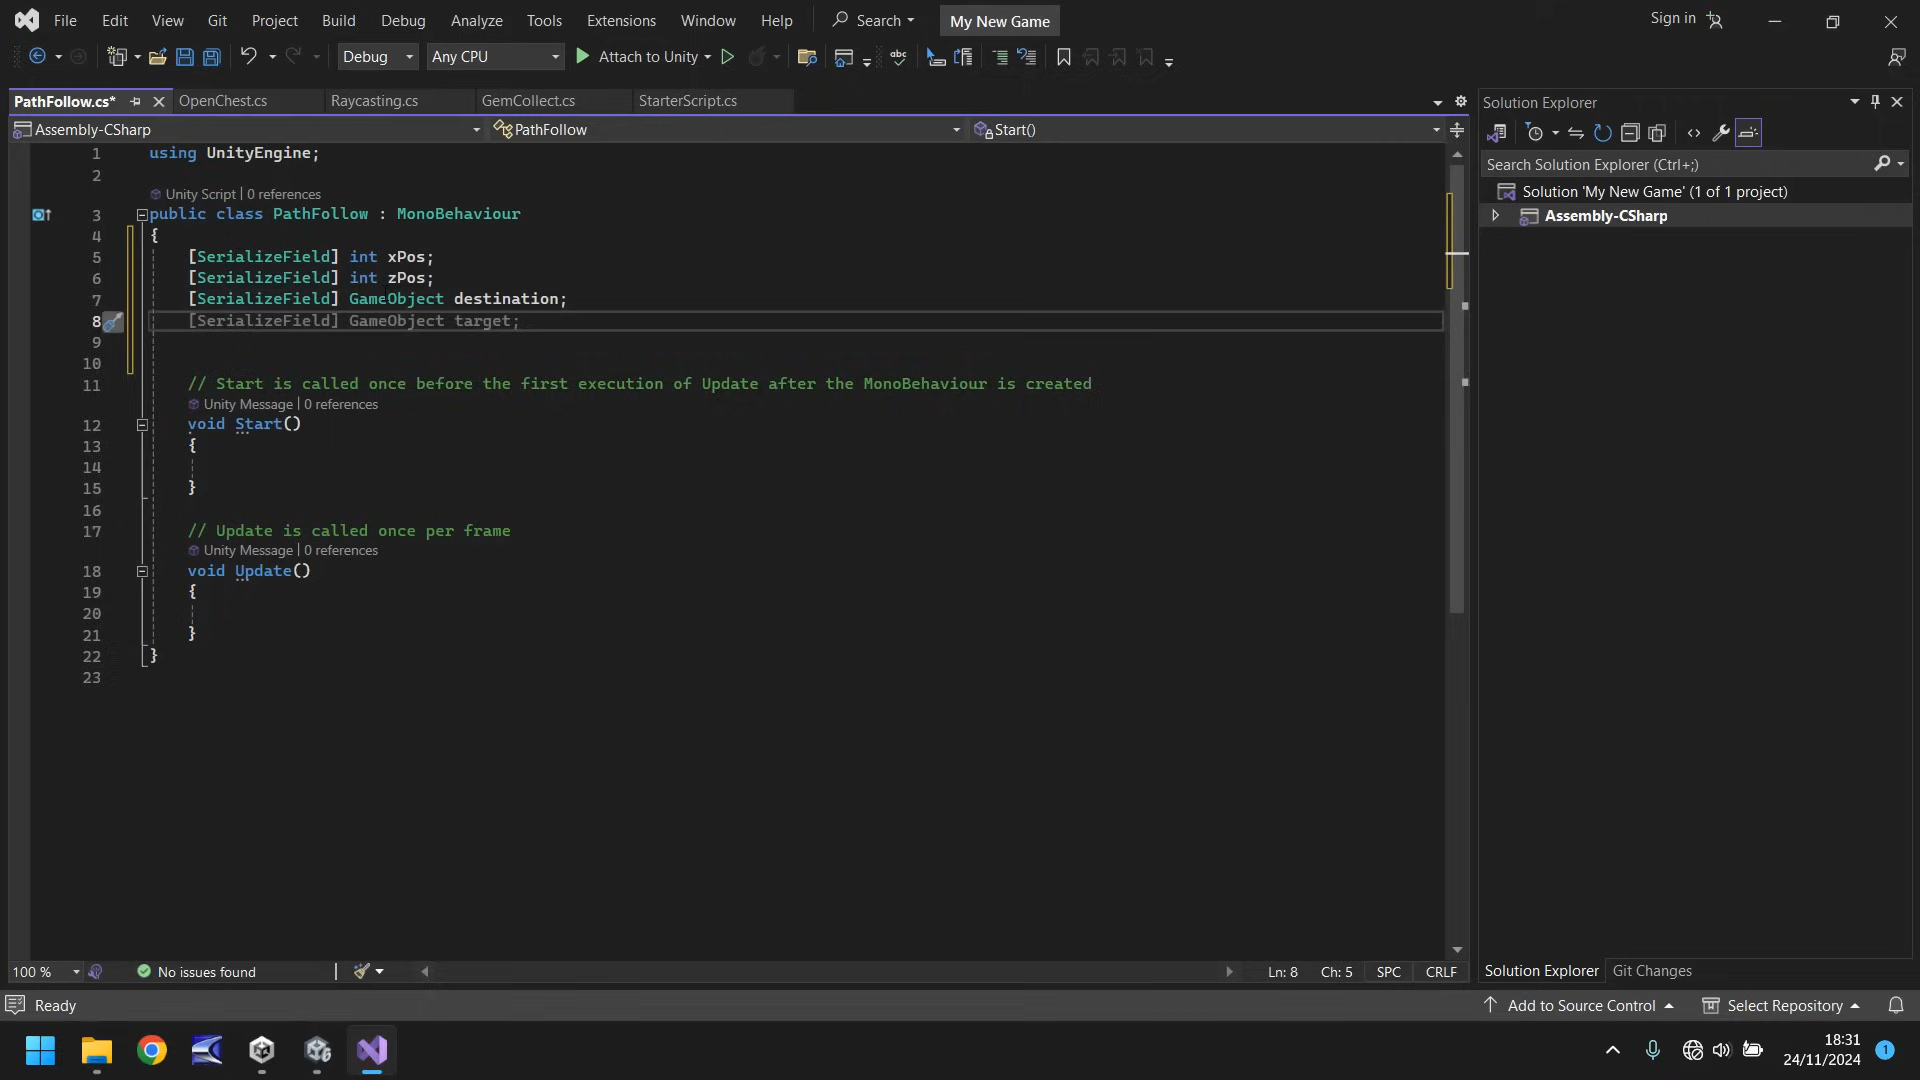 File Edit View Git Project Build Debug Analyze Tools Extensions Window Help Search My New Game Sign in
Debug Any CPU Attach to Unity abc
PathFollow.cs* OpenChest.cs Raycasting.cs GemCollect.cs StarterScript.cs
Assembly-CSharp PathFollow Start()
1 using UnityEngine;
2
Unity Script | 0 references
3 public class PathFollow : MonoBehaviour
4 {
5 [SerializeField] int xPos;
6 [SerializeField] int zPos;
7 [SerializeField] GameObject destination;
8 [SerializeField] GameObject target;
9
10
11 // Start is called once before the first execution of Update after the MonoBehaviour is created
Unity Message | 0 references
12 void Start()
13 {
14
15 }
16
17 // Update is called once per frame
Unity Message | 0 references
18 void Update()
19 {
20
21 }
22 }
23
100 % No issues found Ln: 8 Ch: 5 SPC CRLF
Solution Explorer
Search Solution Explorer (Ctrl+;)
Solution 'My New Game' (1 of 1 project)
Assembly-CSharp
Solution Explorer Git Changes
Ready Add to Source Control Select Repository
6
18:31
24/11/2024
1